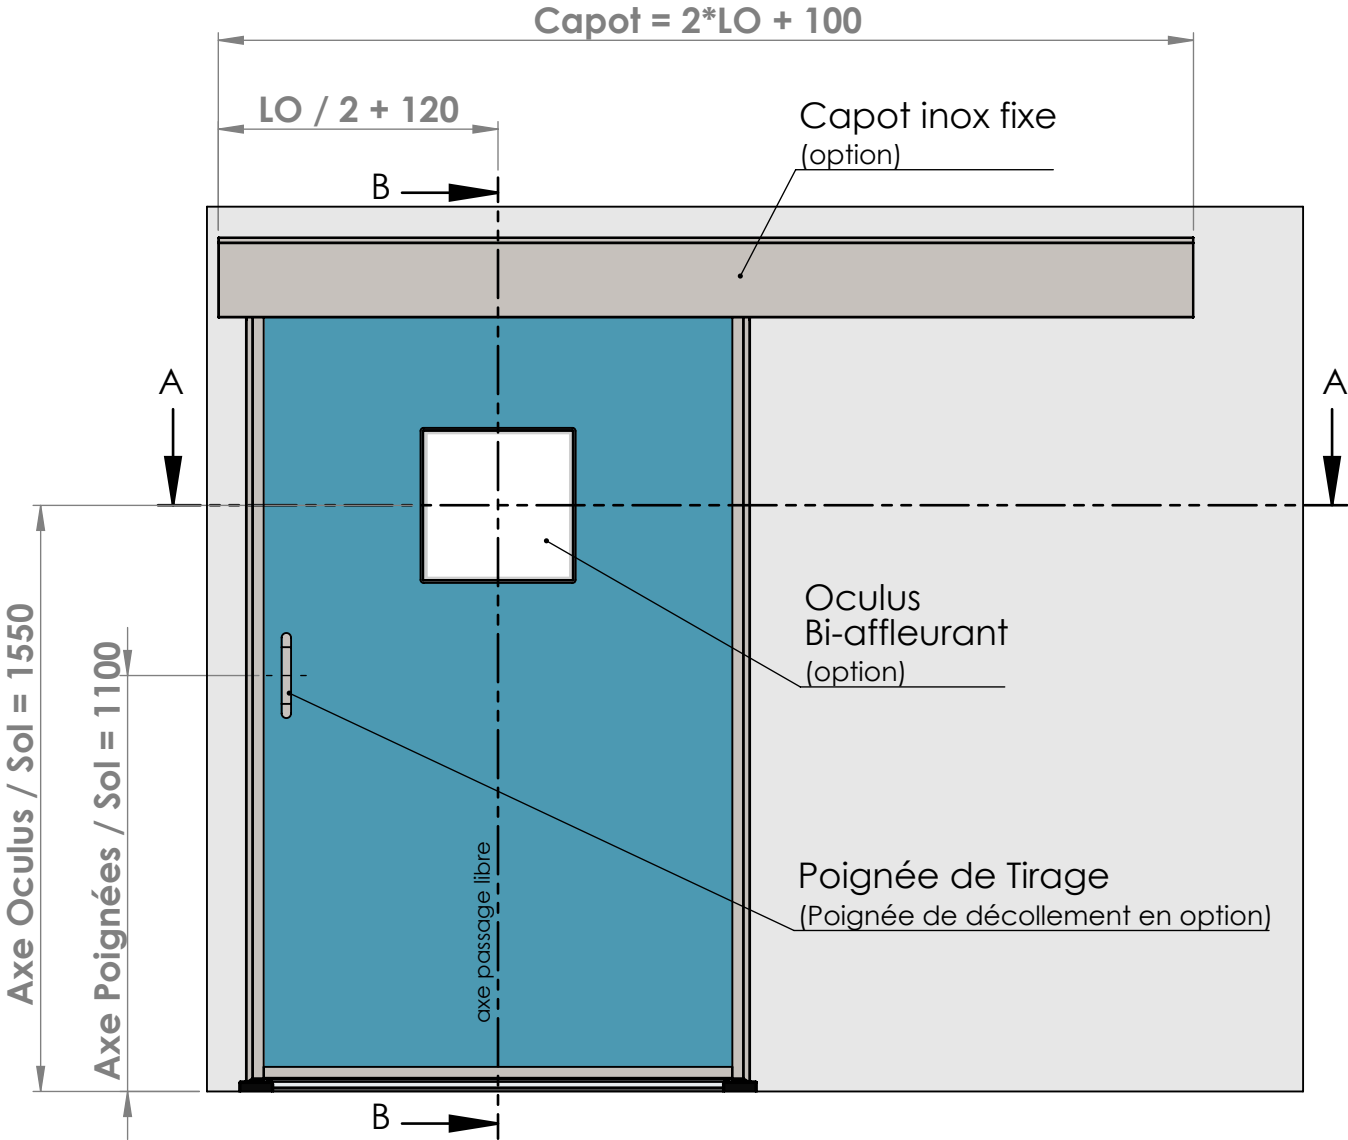 Capot = 2*LO + 100
LO / 2 + 120
Capot inox fixe
(option)
B
A
A
Oculus
Bi-affleurant
(option)
Axe Oculus / Sol = 1550
Axe Poignées / Sol = 1100
axe passage libre
Poignée de Tirage
(Poignée de décollement en option)
B